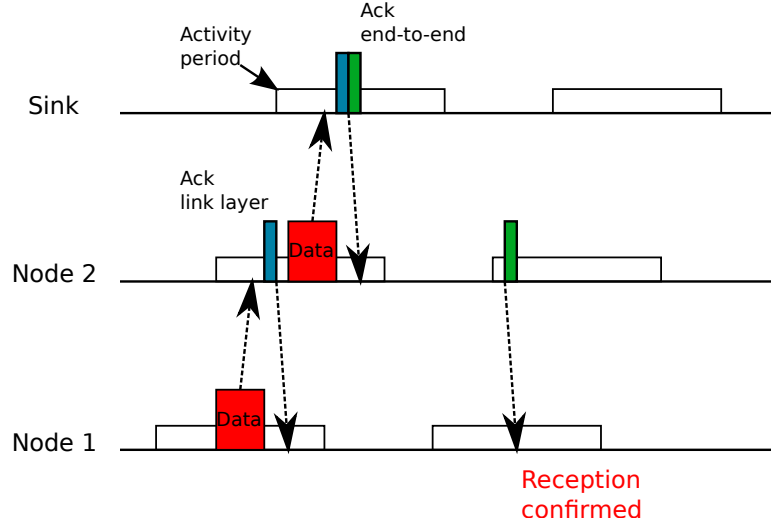 Ack
end-to-end
Activity
period
Sink
Ack
link layer
Data
Node 2
Data
Node 1
Reception
confirmed